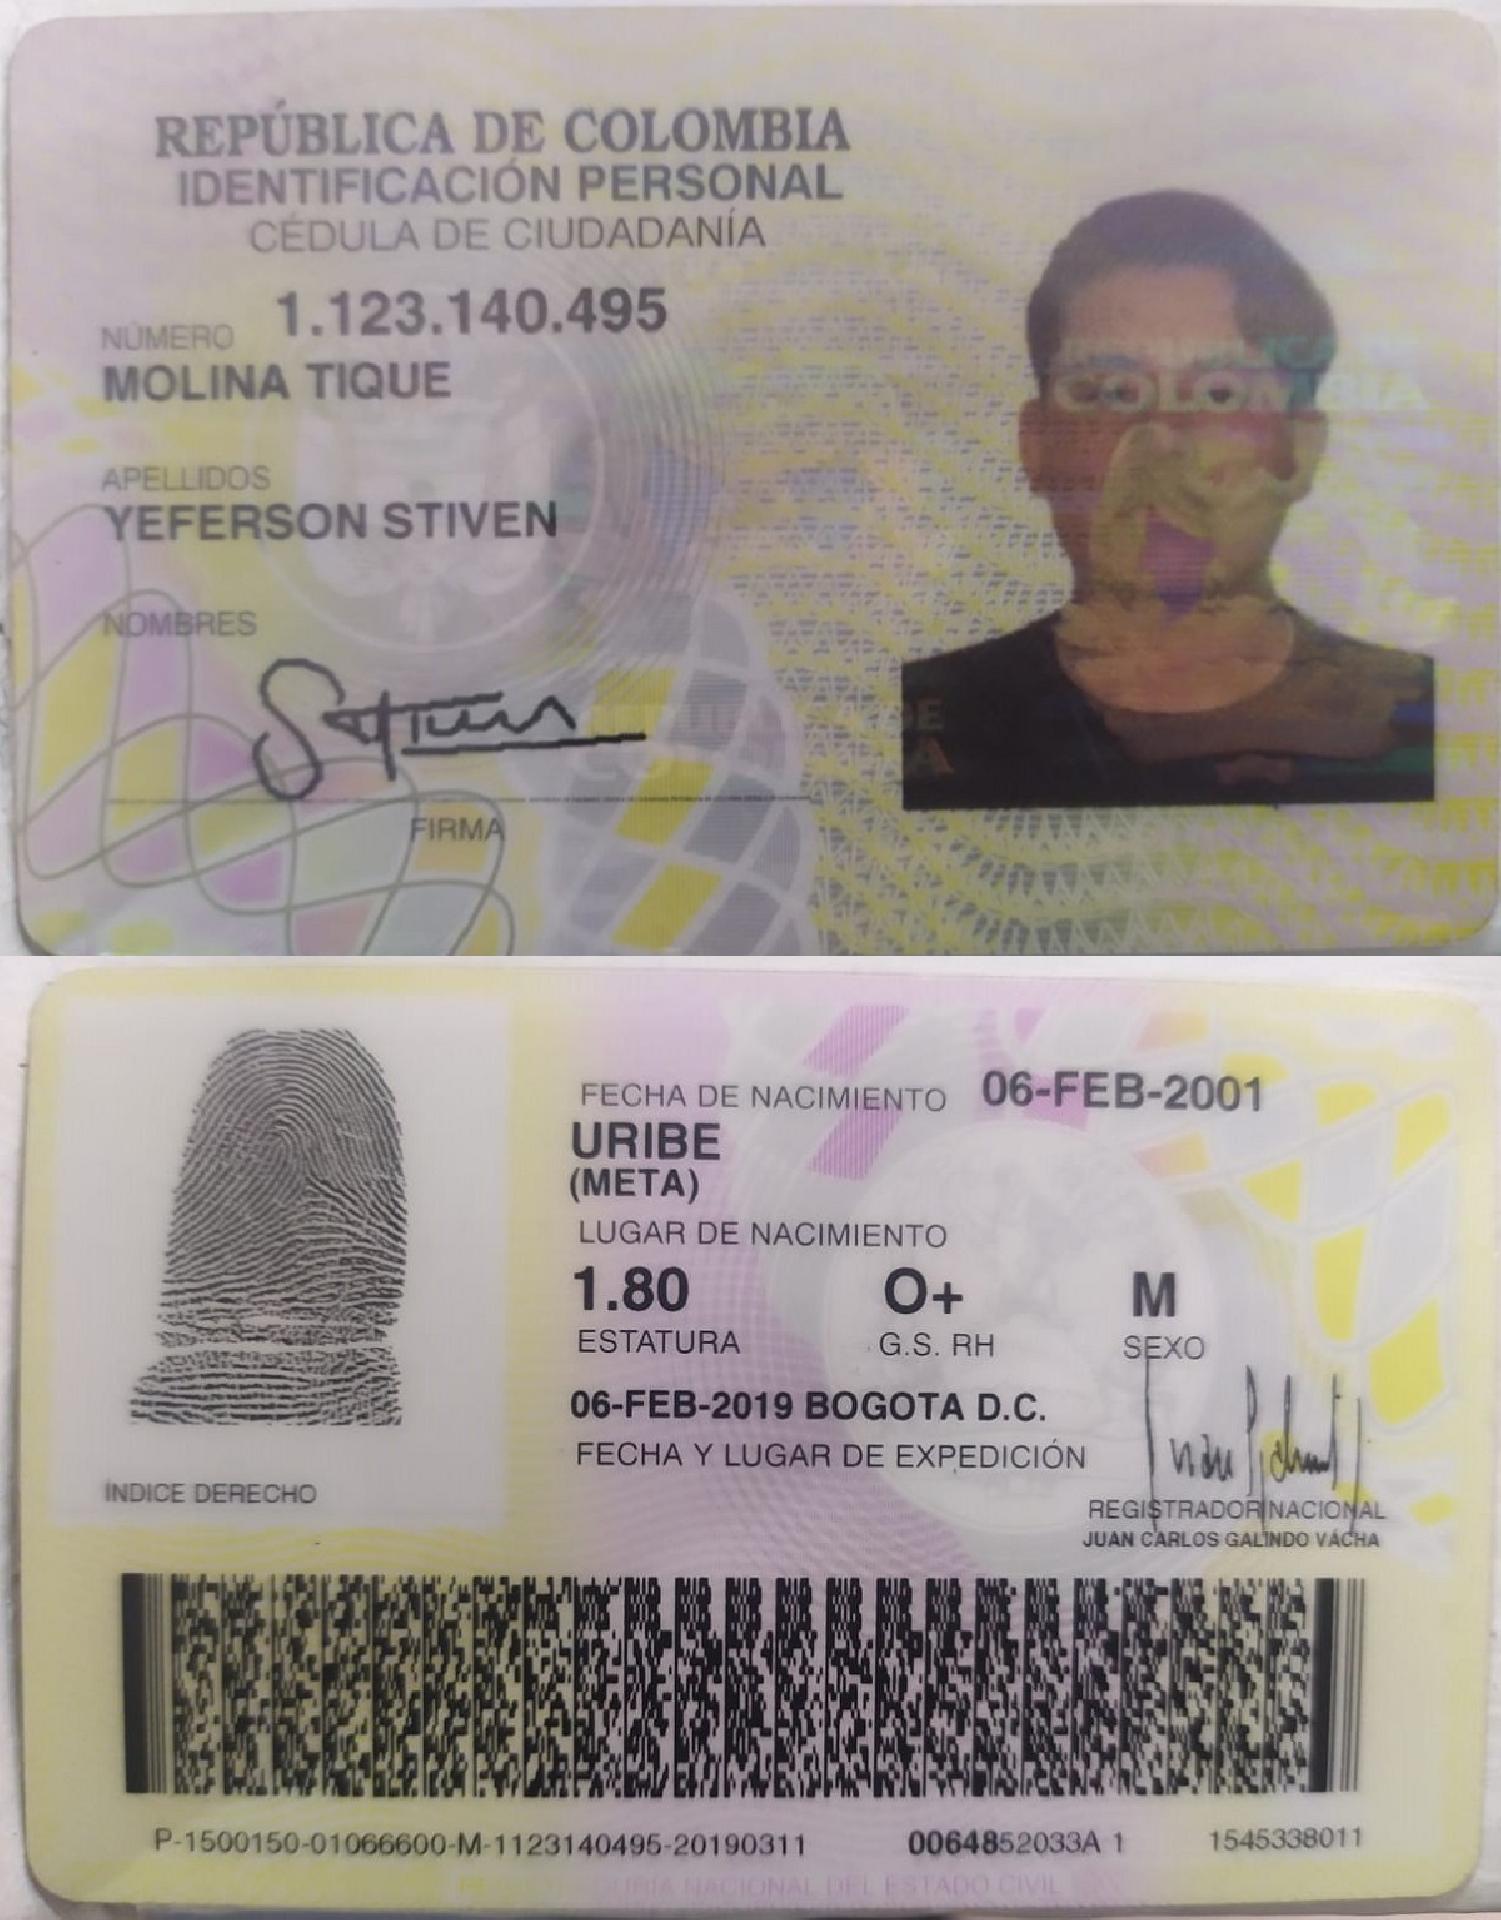 REPÚBLICA DE COLOMBIA
IDENTIFICACIÓN PERSONAL
CÉDULA DE CIUDADANÍA
NÚMERO 1.123.140.495
MOLINA TIQUE
APELLIDOS
YEFERSON STIVEN
NOMBRES
FIRMA
COLOMBIA
FECHA DE NACIMIENTO 06-FEB-2001
URIBE
(META)
LUGAR DE NACIMIENTO
1.80 O+ M
ESTATURA G.S. RH SEXO
06-FEB-2019 BOGOTA D.C.
FECHA Y LUGAR DE EXPEDICIÓN
ÍNDICE DERECHO
REGISTRADOR NACIONAL
JUAN CARLOS GALINDO VÁCHA
P-1500150-01066600-M-1123140495-20190311 0064852033A 1 1545338011
NACIONAL DEL ESTADO CIVIL